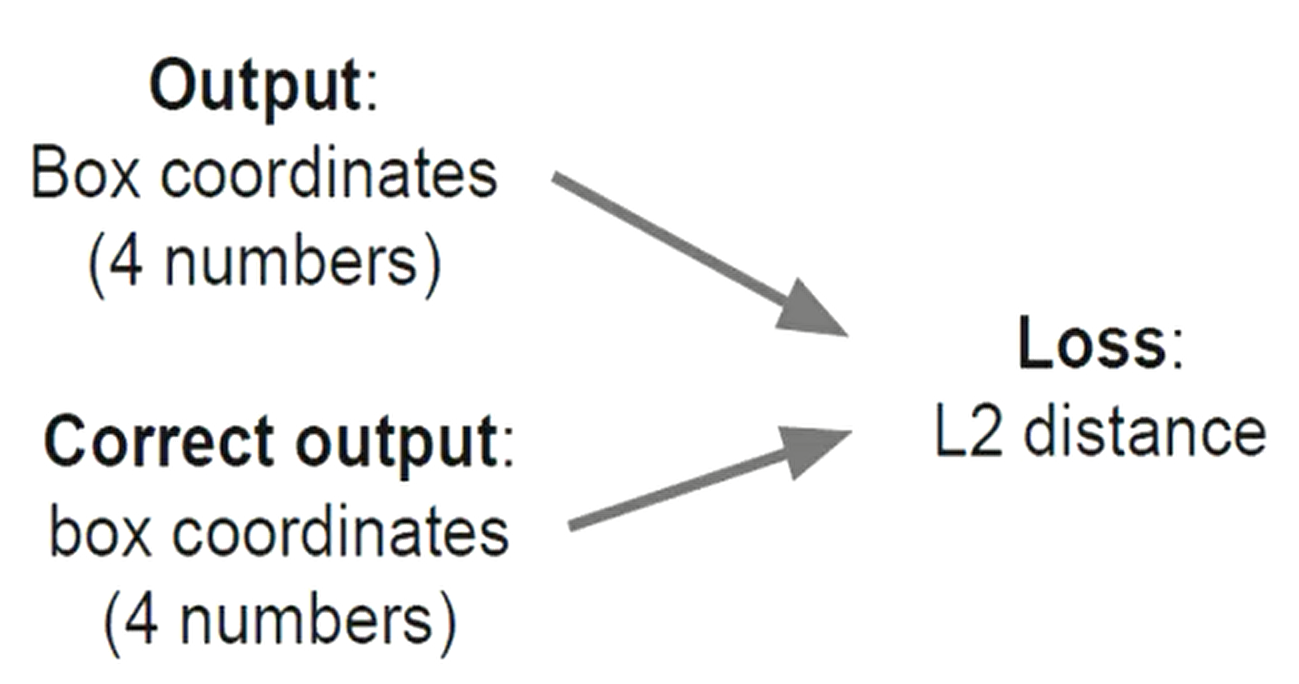 Output:
Box coordinates
(4 numbers)
Correct output:
box coordinates
(4 numbers)
Loss:
L2 distance